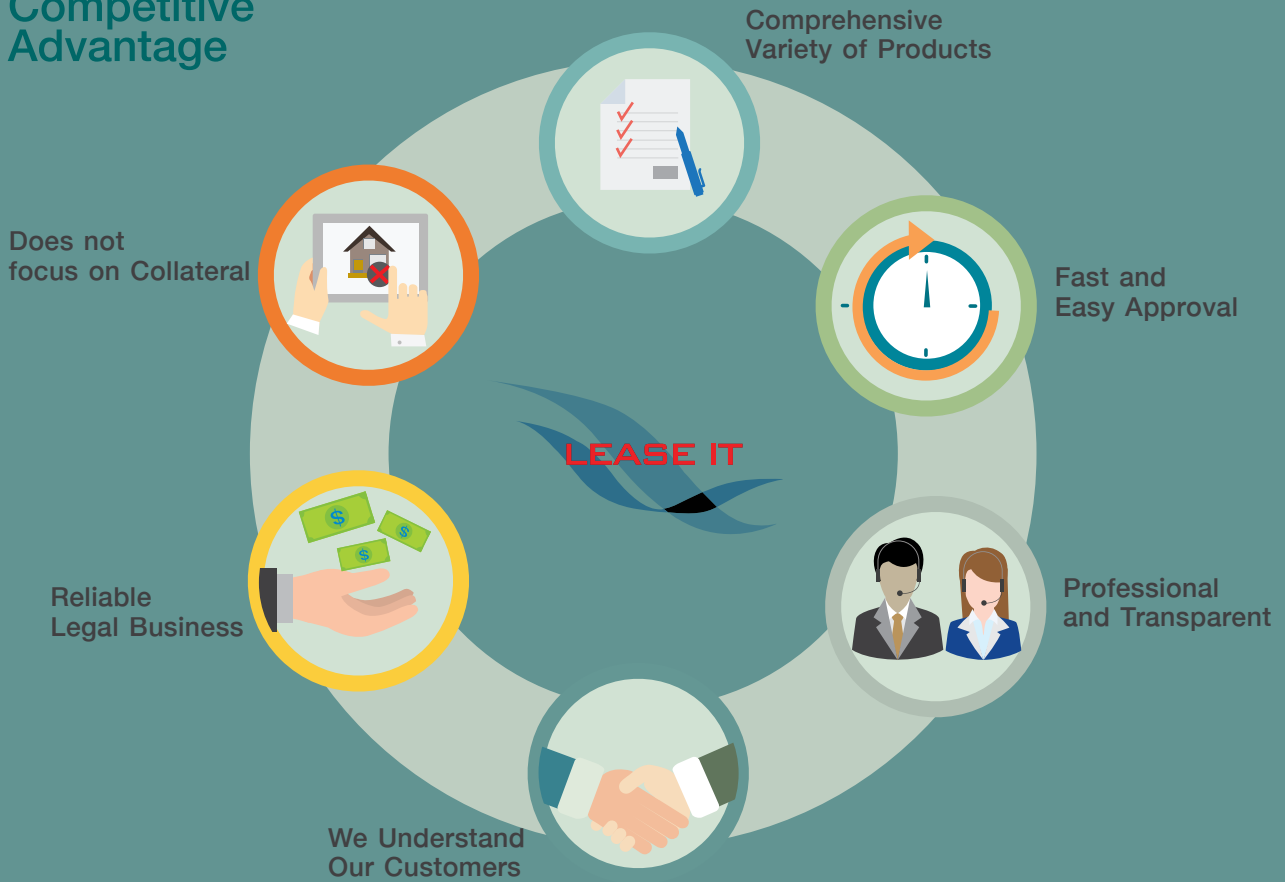 Competitive
Advantage
Comprehensive
Variety of Products
Does not
focus on Collateral
Fast and
Easy Approval
LEASE IT
Reliable
Legal Business
Professional
and Transparent
We Understand
Our Customers
$
$
$